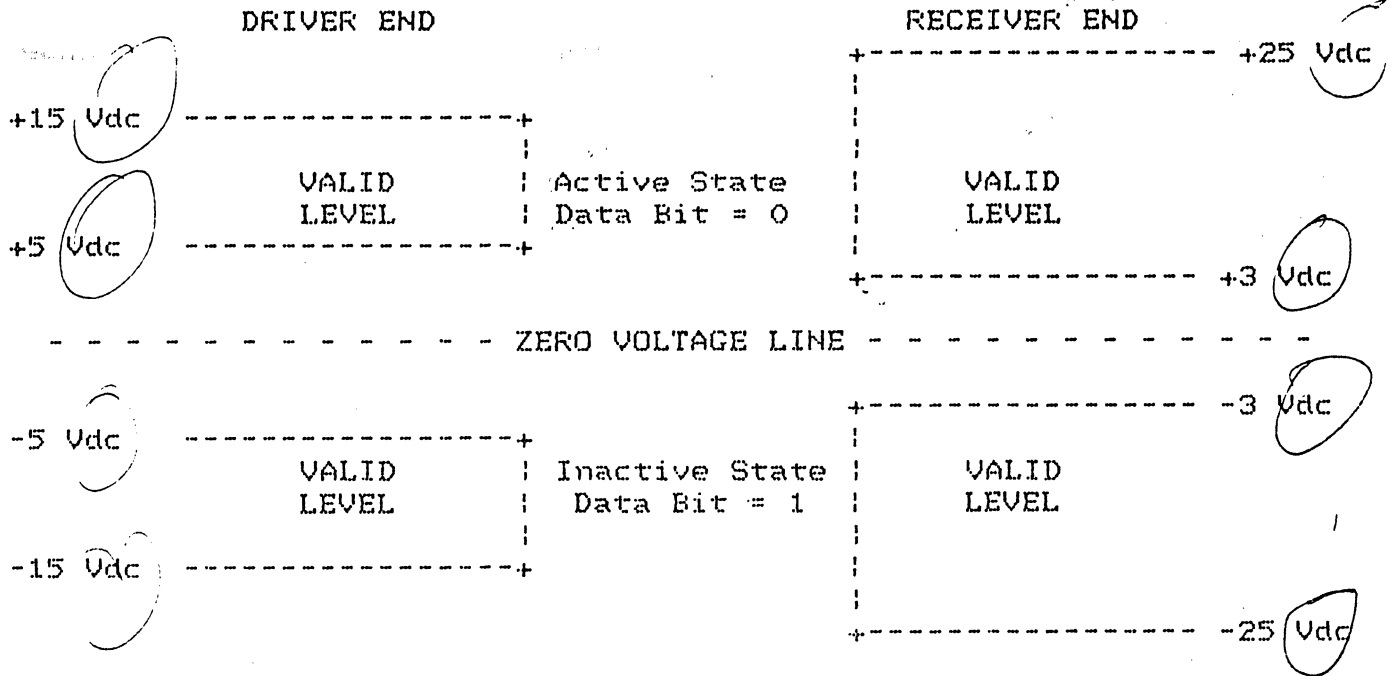 DRIVER END RECEIVER END
+25 Vdc
+15 Vdc
VALID Active State VALID
LEVEL Data Bit = 0 LEVEL
+5 Vdc
+3 Vdc
ZERO VOLTAGE LINE
-3 Vdc
-5 Vdc
VALID Inactive State VALID
LEVEL Data Bit = 1 LEVEL
-15 Vdc
-25 Vdc